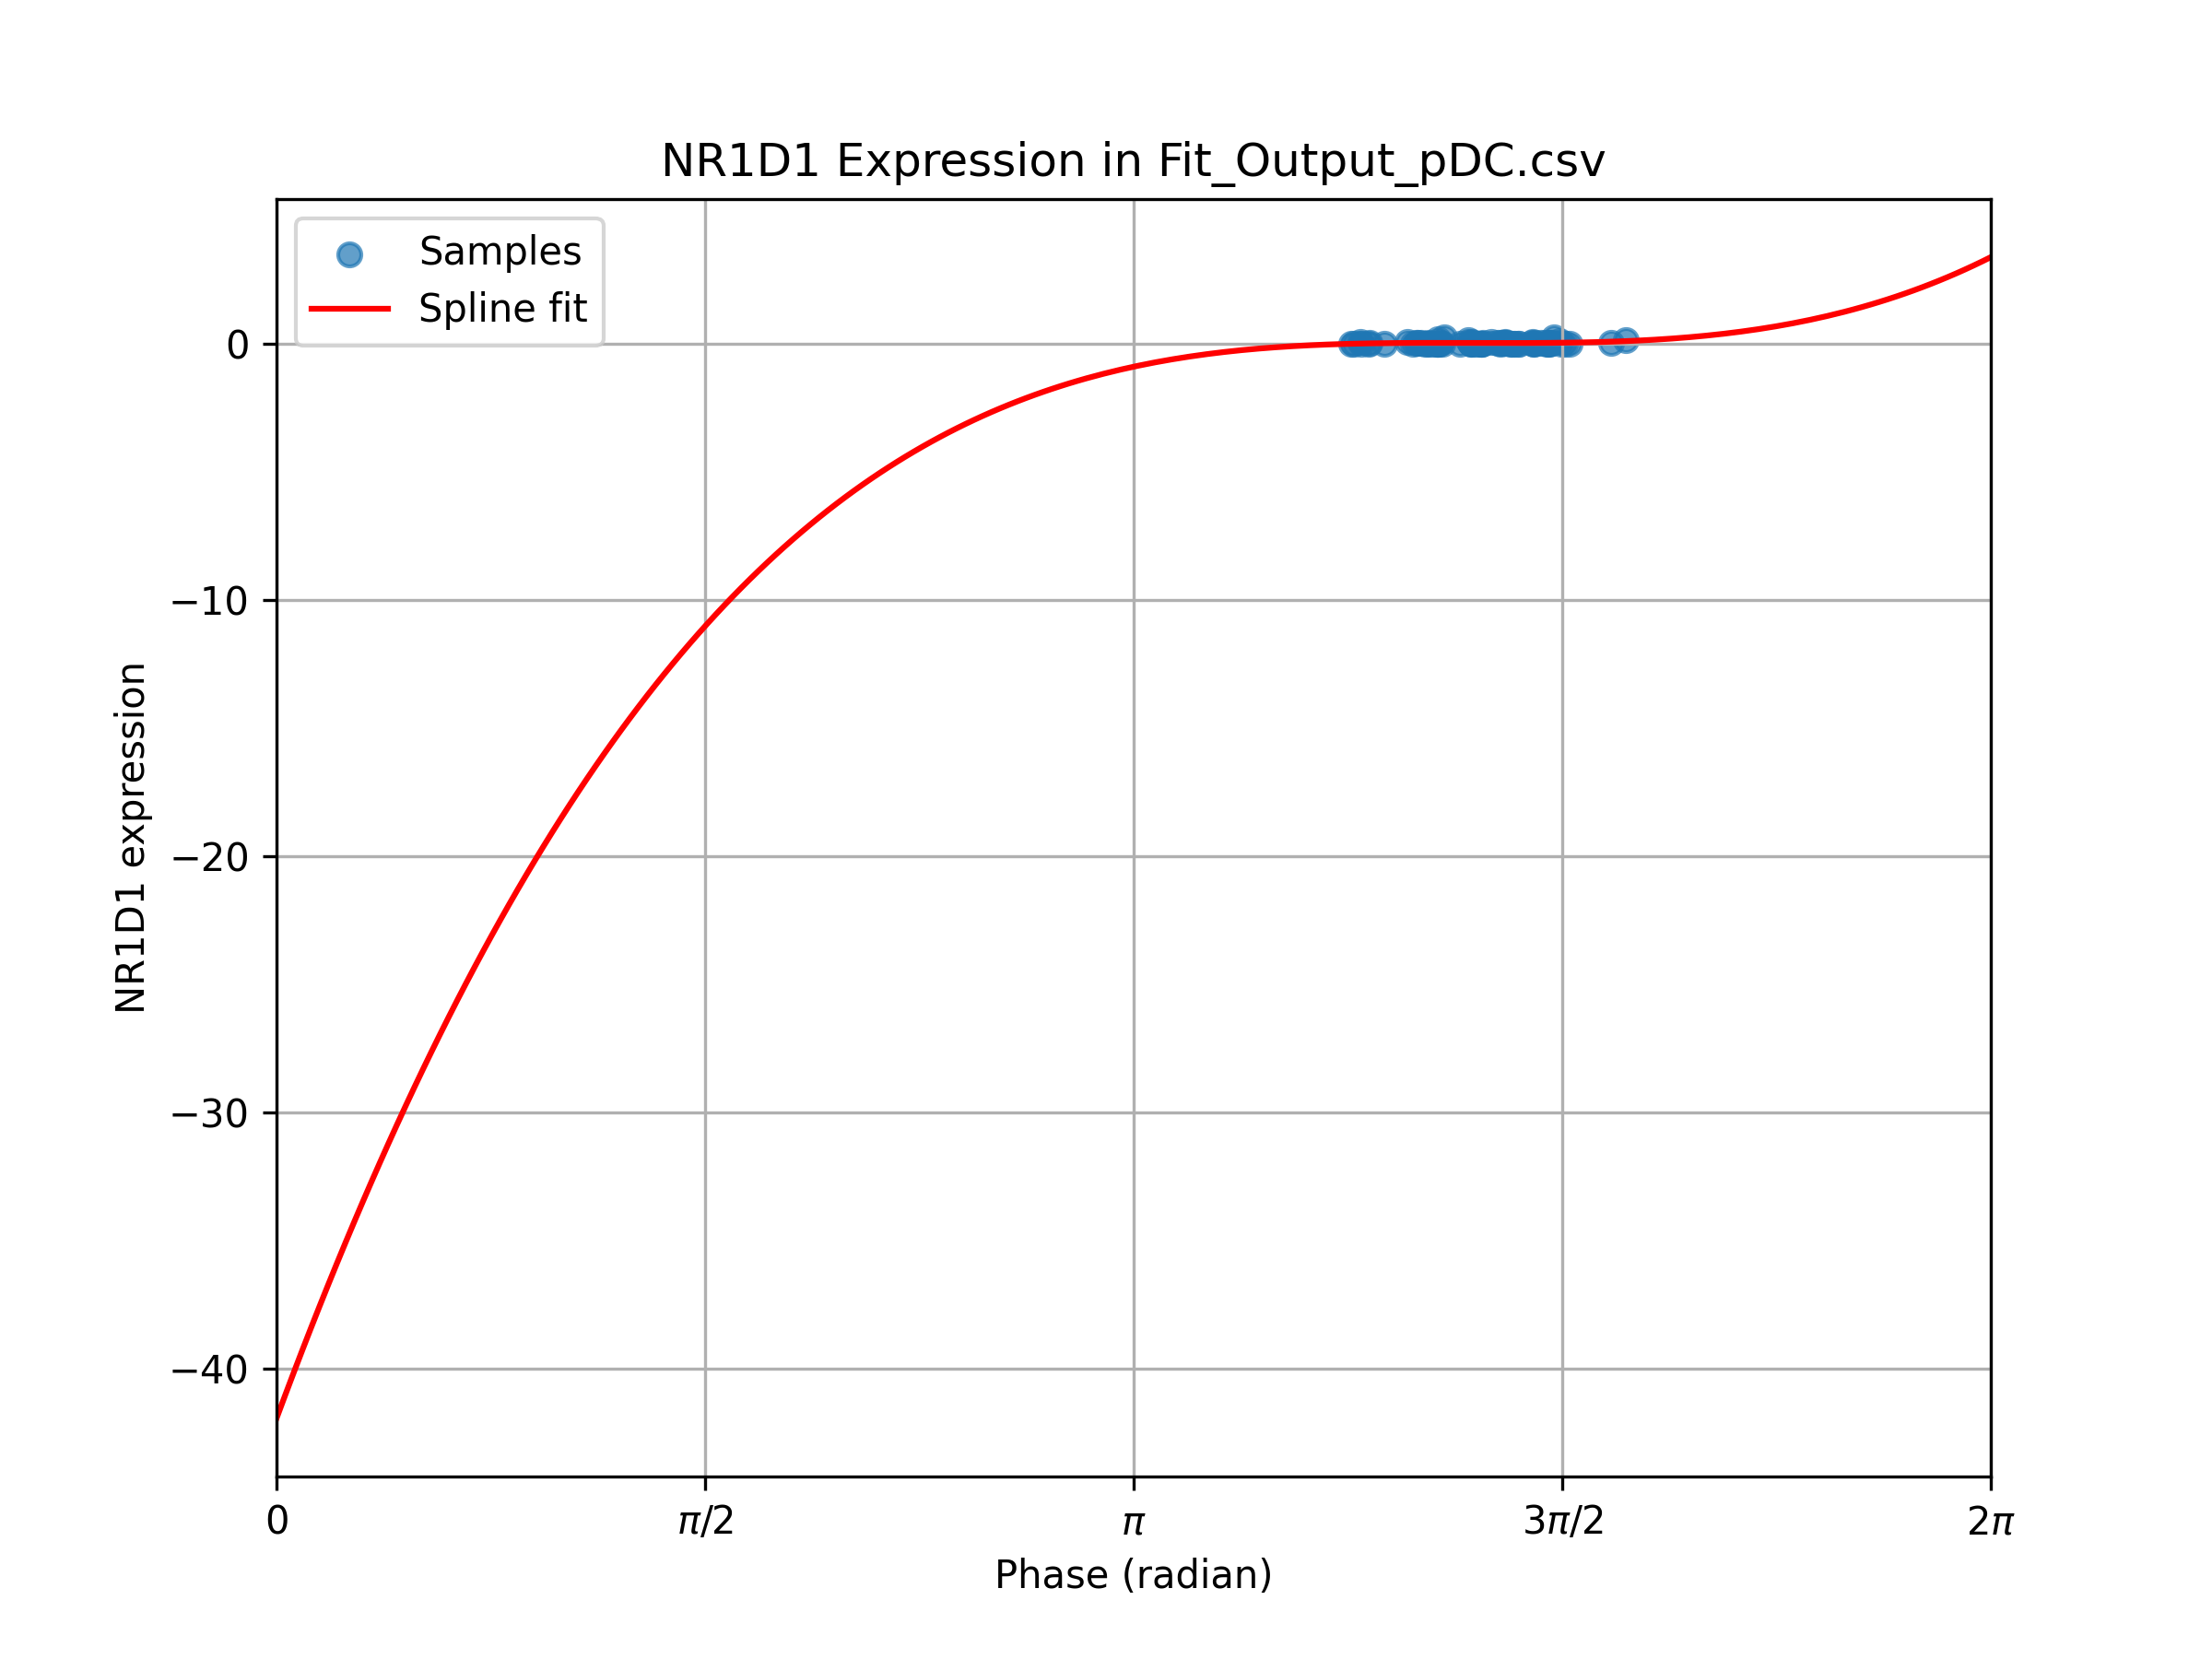 NR1D1 Expression in Fit_Output_pDC.csv
Samples
Spline fit
0
−10
−20
−30
−40
NR1D1 expression
0
π/2
π
3π/2
2π
Phase (radian)